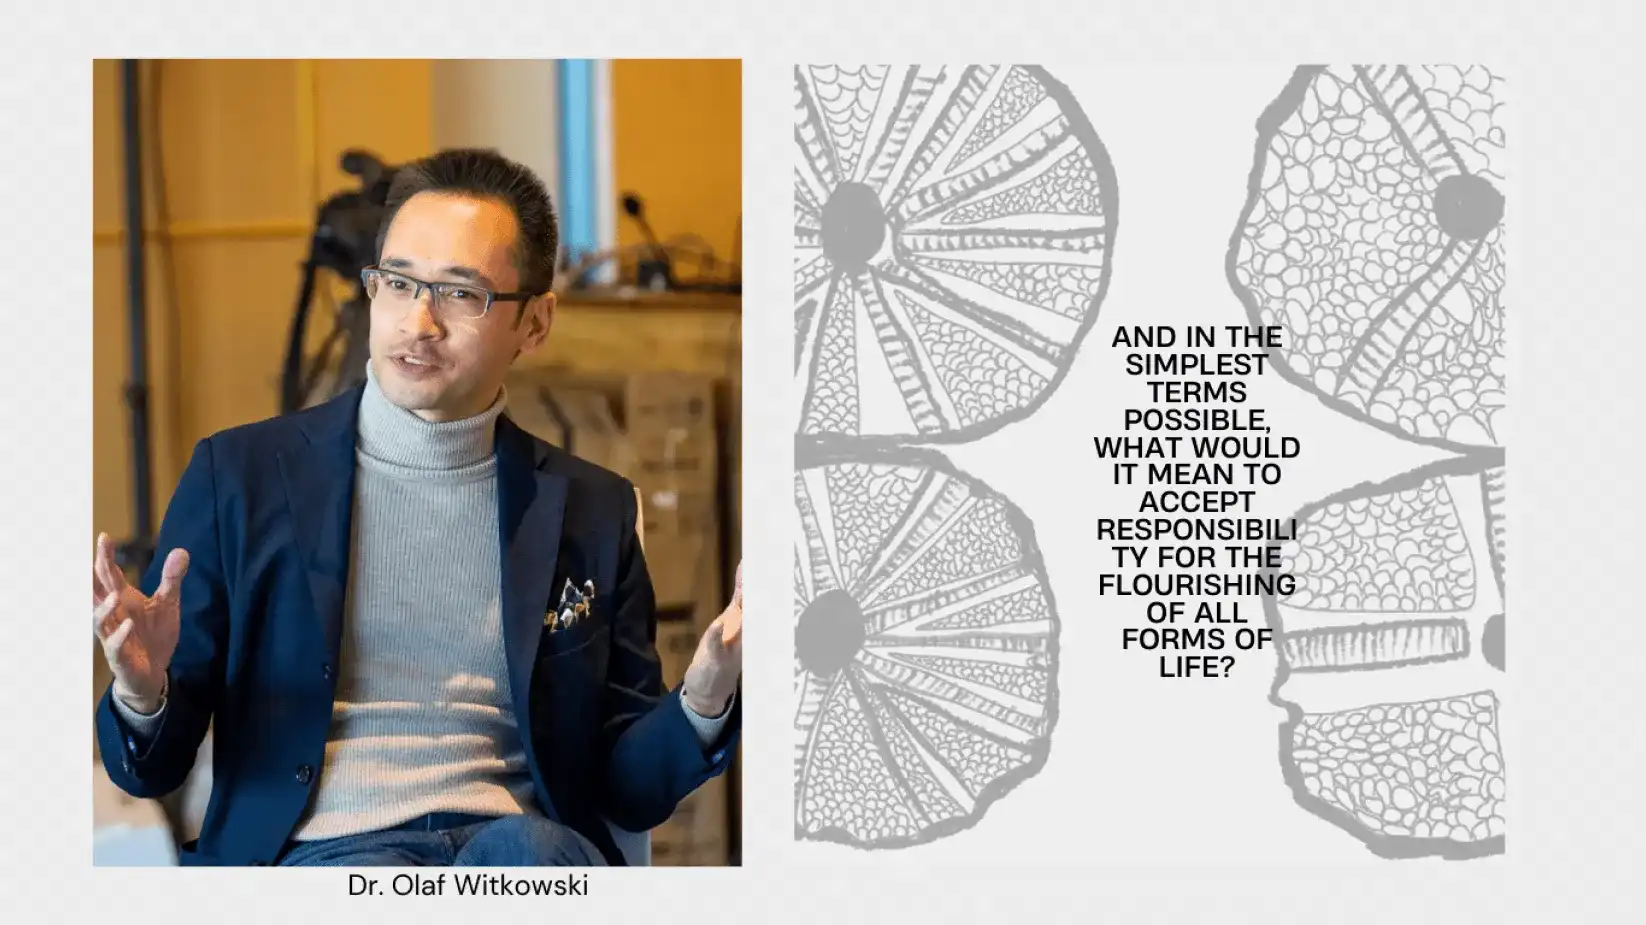 Dr. Olaf Witkowski
AND IN THE
SIMPLEST
TERMS
POSSIBLE,
WHAT WOULD
IT MEAN TO
ACCEPT
RESPONSIBILI
TY FOR THE
FLOURISHING
OF ALL
FORMS OF
LIFE?